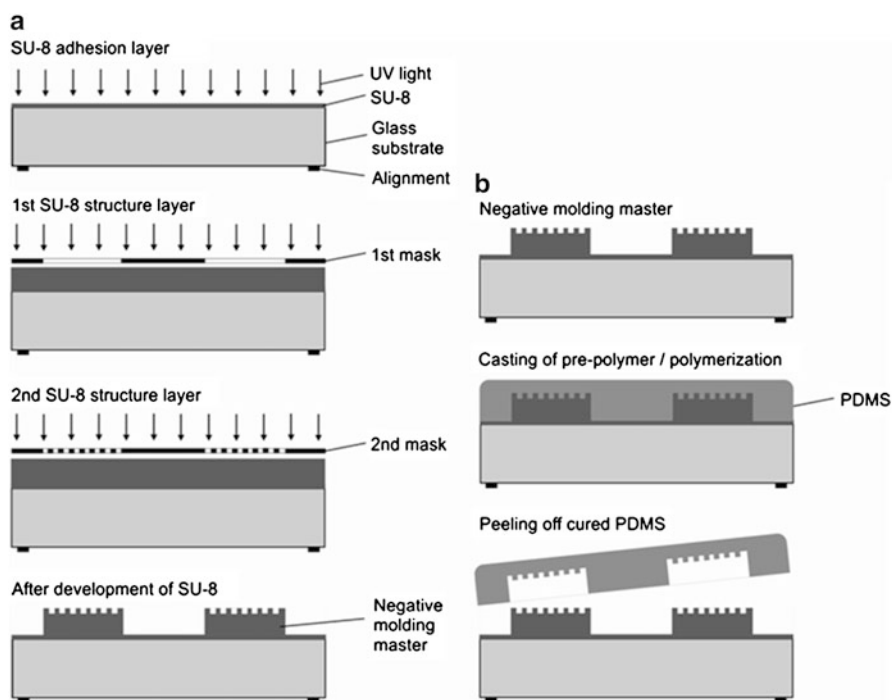 a
SU-8 adhesion layer
UV light
SU-8
Glass
substrate
Alignment
1st SU-8 structure layer
1st mask
2nd SU-8 structure layer
2nd mask
After development of SU-8
Negative
molding
master
b
Negative molding master
Casting of pre-polymer / polymerization
PDMS
Peeling off cured PDMS